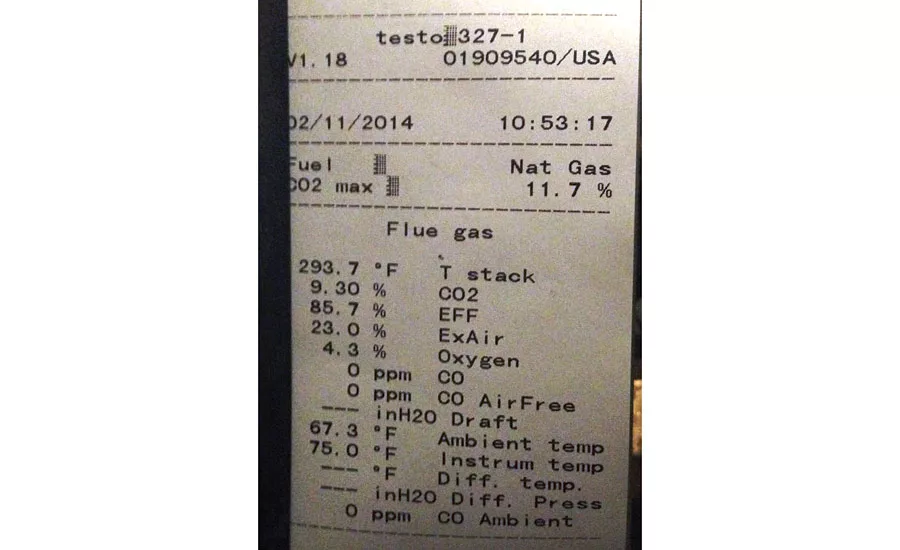 testo 327-1
V1.18 01909540/USA
02/11/2014 10:53:17
Fuel Nat Gas
CO2 max 11.7 %
Flue gas
293.7 °F T stack
9.30 % CO2
85.7 % EFF
23.0 % ExAir
4.3 % Oxygen
0 ppm CO
0 ppm CO AirFree
--- inH2O Draft
67.3 °F Ambient temp
75.0 °F Instrum temp
--- °F Diff. temp.
--- inH2O Diff. Press
0 ppm CO Ambient